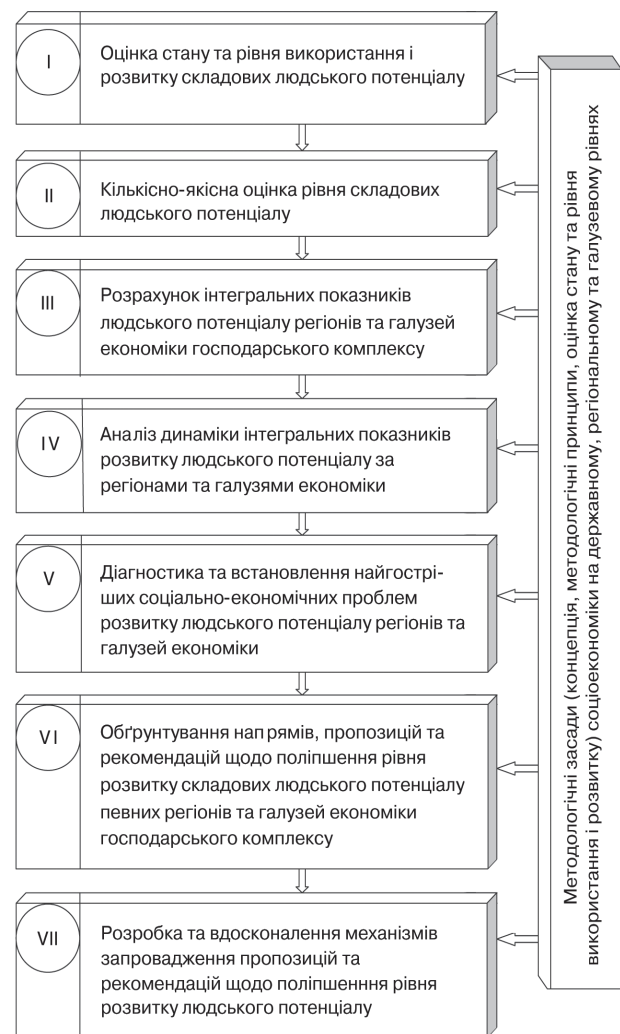 I
Оцінка стану та рівня використання і
розвитку складових людського потенціалу
II
Кількісно-якісна оцінка рівня складових
людського потенціалу
III
Розрахунок інтегральних показників
людського потенціалу регіонів та галузей
економіки господарського комплексу
IV
Аналіз динаміки інтегральних показників
розвитку людського потенціалу за
регіонами та галузями економіки
V
Діагностика та встановлення найгострі-
ших соціально-економічних проблем
розвитку людського потенціалу регіонів та
галузей економіки
VI
Обґрунтування напрямів, пропозицій та
рекомендацій щодо поліпшення рівня
розвитку складових людського потенціалу
певних регіонів та галузей економіки
господарського комплексу
VII
Розробка та вдосконалення механізмів
запровадження пропозицій та
рекомендацій щодо поліпшенння рівня
розвитку людського потенціалу
Методологічні засади (концепція, методологічні принципи, оцінка стану та рівня
використання і розвитку) соціоекономіки на державному, регіональному та галузевому рівнях